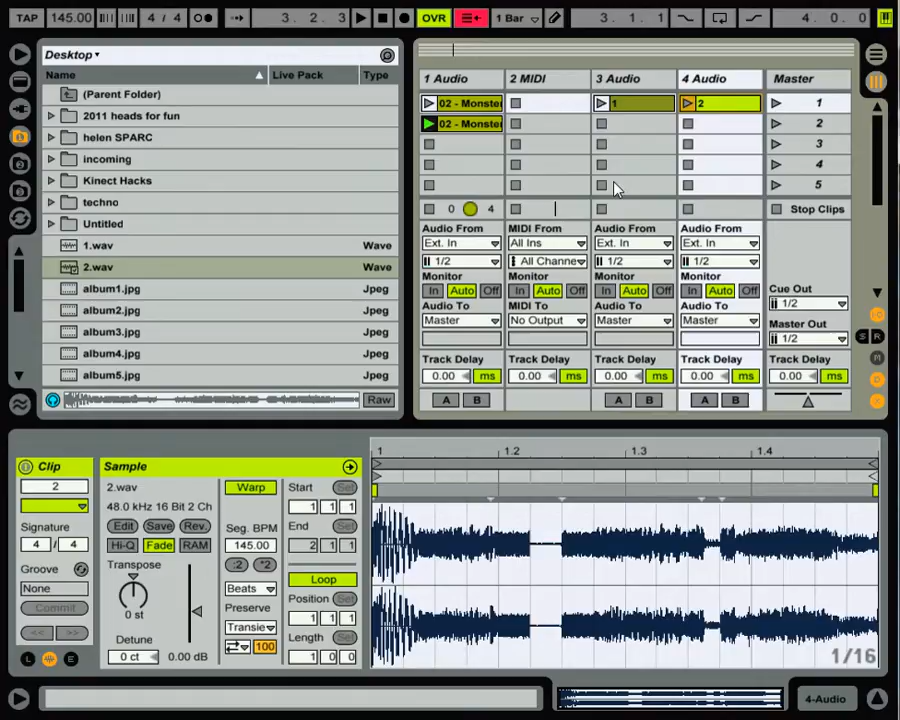 TAP 145.00 4 / 4 3. 2. 3 OVR 1 Bar 3. 1. 1 4. 0. 0
Desktop
Name Live Pack Type
(Parent Folder)
2011 heads for fun
helen SPARC
incoming
Kinect Hacks
techno
Untitled
1.wav Wave
2.wav Wave
album1.jpg Jpeg
album2.jpg Jpeg
album3.jpg Jpeg
album4.jpg Jpeg
album5.jpg Jpeg
Raw
1 Audio 2 MIDI 3 Audio 4 Audio Master
02 - Monster 1 2 1
02 - Monster 2
3
4
5
0 4 Stop Clips
Audio From MIDI From Audio From Audio From
Ext. In All Ins Ext. In Ext. In
1/2 All Channe 1/2 1/2
Monitor Monitor Monitor Monitor Cue Out
In Auto Off In Auto Off In Auto Off In Auto Off 1/2
Audio To MIDI To Audio To Audio To Master Out
Master No Output Master Master 1/2
Track Delay Track Delay Track Delay Track Delay Track Delay
0.00 ms 0.00 ms 0.00 ms 0.00 ms 0.00 ms
A B A B A B
S R
M
D
X
Clip
2
Signature
4 / 4
Groove
None
Commit
<< >>
L E
Sample
2.wav
48.0 kHz 16 Bit 2 Ch
Edit Save Rev.
Hi-Q Fade RAM
Transpose
0 st
Detune
0 ct 0.00 dB
Warp
Seg. BPM
145.00
:2 *2
Beats
Preserve
Transie
100
Start Set
1 1 1
End Set
2 1 1
Loop
Position Set
1 1 1
Length Set
1 0 0
1 1.2 1.3 1.4
1/16
4-Audio